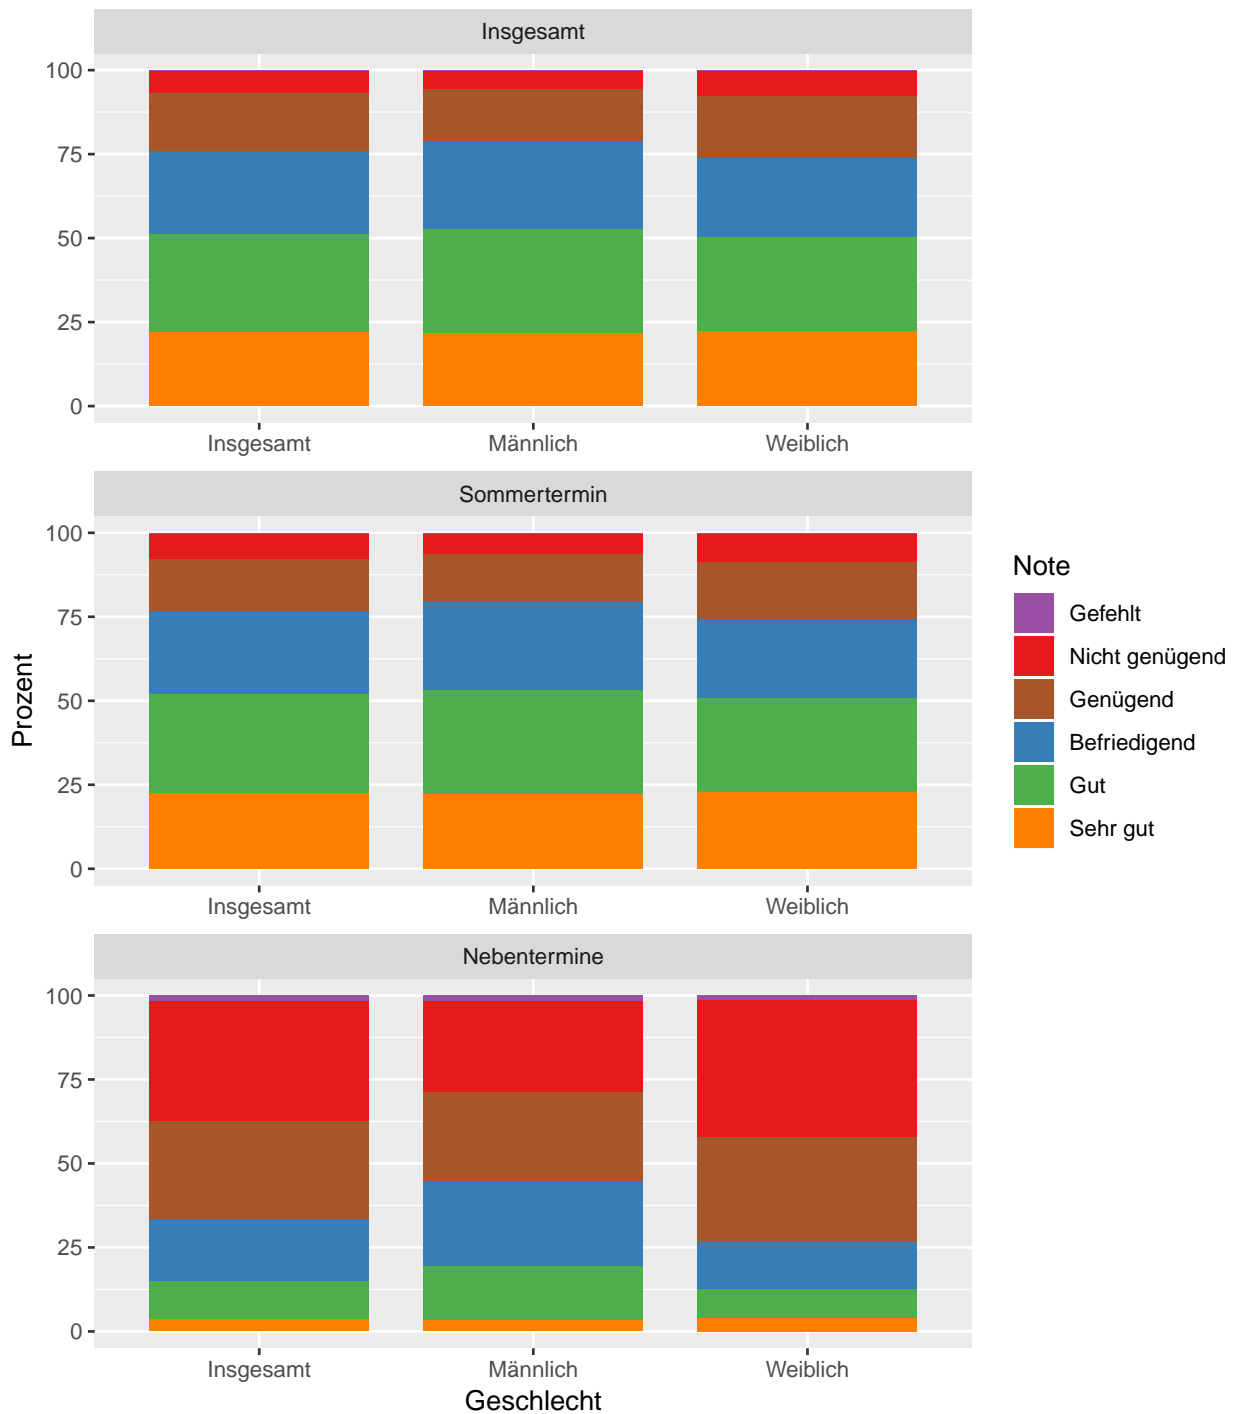 Insgesamt
100
75
50
25
0
Insgesamt Männlich Weiblich
Sommertermin
100
75
50
25
0
Insgesamt Männlich Weiblich
Nebentermine
100
75
50
25
0
Insgesamt Männlich Weiblich
Geschlecht
Prozent
Note
Gefehlt
Nicht genügend
Genügend
Befriedigend
Gut
Sehr gut